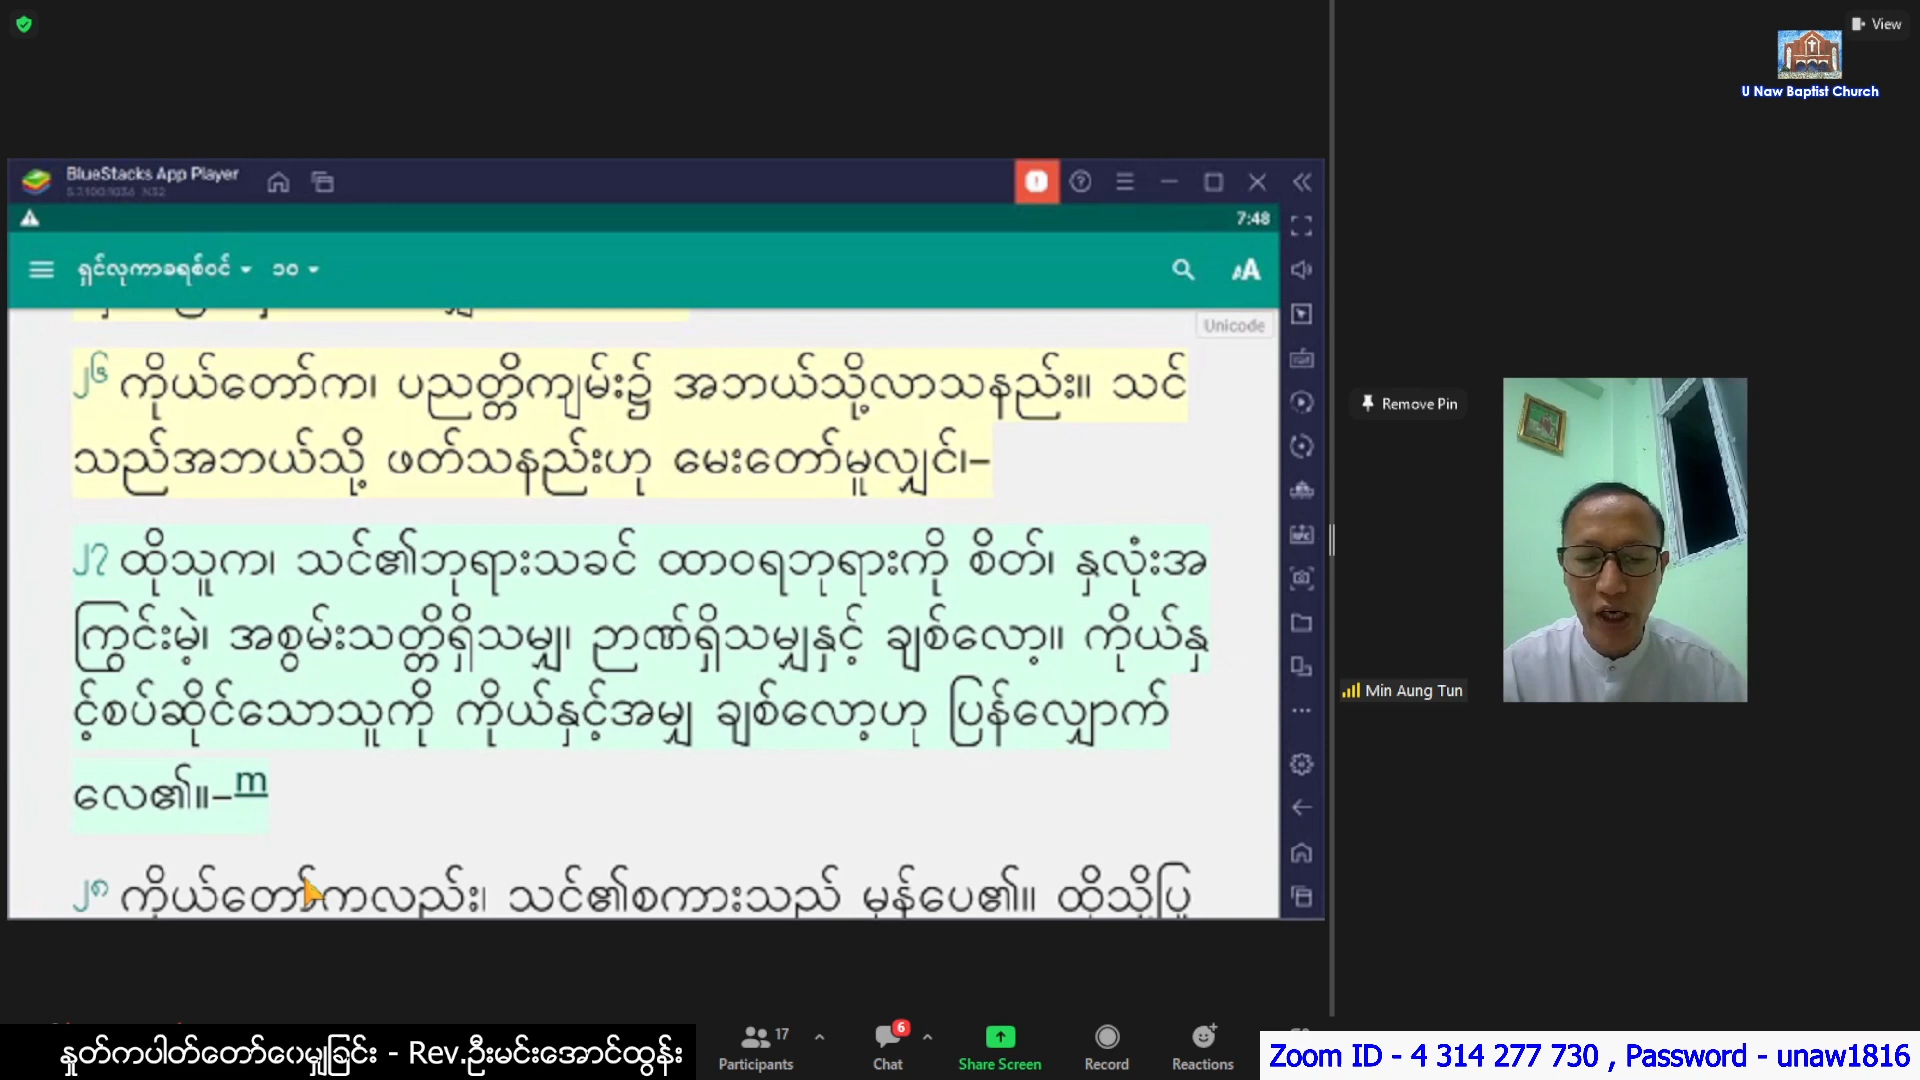 View
U Naw Baptist Church
BlueStacks App Player
5.7.100.1036 N32
7:48
ရှင်လုကာခရစ်ဝင် ၁၀
AA
Unicode
၂၆ ကိုယ်တော်က၊ ပညတ္တိကျမ်း၌ အဘယ်သို့လာသနည်း။ သင်
သည်အဘယ်သို့ ဖတ်သနည်းဟု မေးတော်မူလျှင်၊–
၂၇ ထိုသူက၊ သင်၏ဘုရားသခင် ထာဝရဘုရားကို စိတ်၊ နှလုံးအ
ကြွင်းမဲ့၊ အစွမ်းသတ္တိရှိသမျှ၊ ဉာဏ်ရှိသမျှနှင့် ချစ်လော့။ ကိုယ်နှ
င့်စပ်ဆိုင်သောသူကို ကိုယ်နှင့်အမျှ ချစ်လော့ဟု ပြန်လျှောက်
လေ၏။–m
၂၈ ကိုယ်တော်ကလည်း၊ သင်၏စကားသည် မှန်ပေ၏။ ထိုသို့ပြု
Remove Pin
Min Aung Tun
နှုတ်ကပါတ်တော်ဝေမျှခြင်း - Rev.ဦးမင်းအောင်ထွန်း
17
Participants
6
Chat
Share Screen
Record
Reactions
Zoom ID - 4 314 277 730 , Password - unaw1816